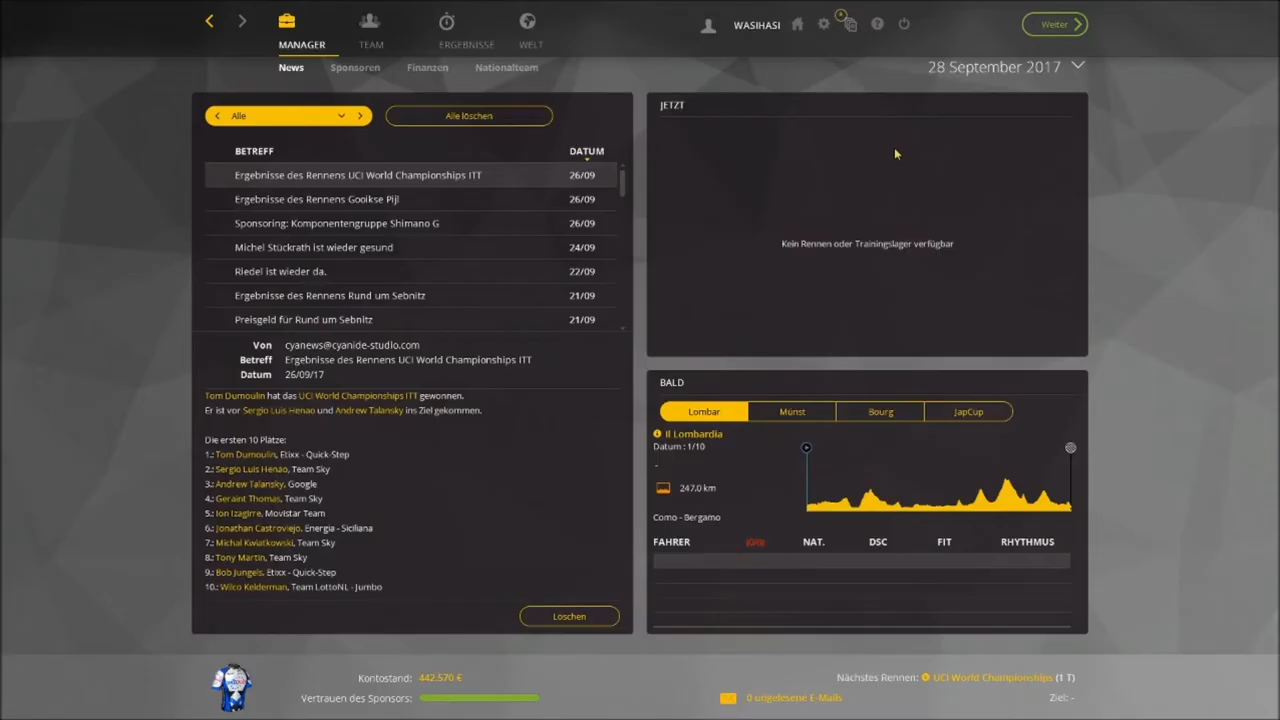 WASIHASI
Weiter
MANAGER
TEAM
ERGEBNISSE
WELT
News
Sponsoren
Finanzen
Nationalteam
28 September 2017
Alle
Alle löschen
BETREFF
DATUM
Ergebnisse des Rennens UCI World Championships ITT 26/09
Ergebnisse des Rennens Gooikse Pijl 26/09
Sponsoring: Komponentengruppe Shimano G 26/09
Michel Stückrath ist wieder gesund 24/09
Riedel ist wieder da. 22/09
Ergebnisse des Rennens Rund um Sebnitz 21/09
Preisgeld für Rund um Sebnitz 21/09
Von cyanews@cyanide-studio.com
Betreff Ergebnisse des Rennens UCI World Championships ITT
Datum 26/09/17
Tom Dumoulin hat das UCI World Championships ITT gewonnen.
Er ist vor Sergio Luis Henao und Andrew Talansky ins Ziel gekommen.
Die ersten 10 Plätze:
1.: Tom Dumoulin, Etixx - Quick-Step
2.: Sergio Luis Henao, Team Sky
3.: Andrew Talansky, Google
4.: Geraint Thomas, Team Sky
5.: Ion Izagirre, Movistar Team
6.: Jonathan Castroviejo, Energia - Siciliana
7.: Michal Kwiatkowski, Team Sky
8.: Tony Martin, Team Sky
9.: Bob Jungels, Etixx - Quick-Step
10.: Wilco Kelderman, Team LottoNL - Jumbo
Löschen
JETZT
Kein Rennen oder Trainingslager verfügbar
BALD
Lombar
Münst
Bourg
JapCup
Il Lombardia
Datum : 1/10
-
247.0 km
Como - Bergamo
FAHRER
NAT.
DSC
FIT
RHYTHMUS
Kontostand: 442.570 €
Vertrauen des Sponsors:
Nächstes Rennen: UCI World Championships (1 T)
0 ungelesene E-Mails
Ziel: -